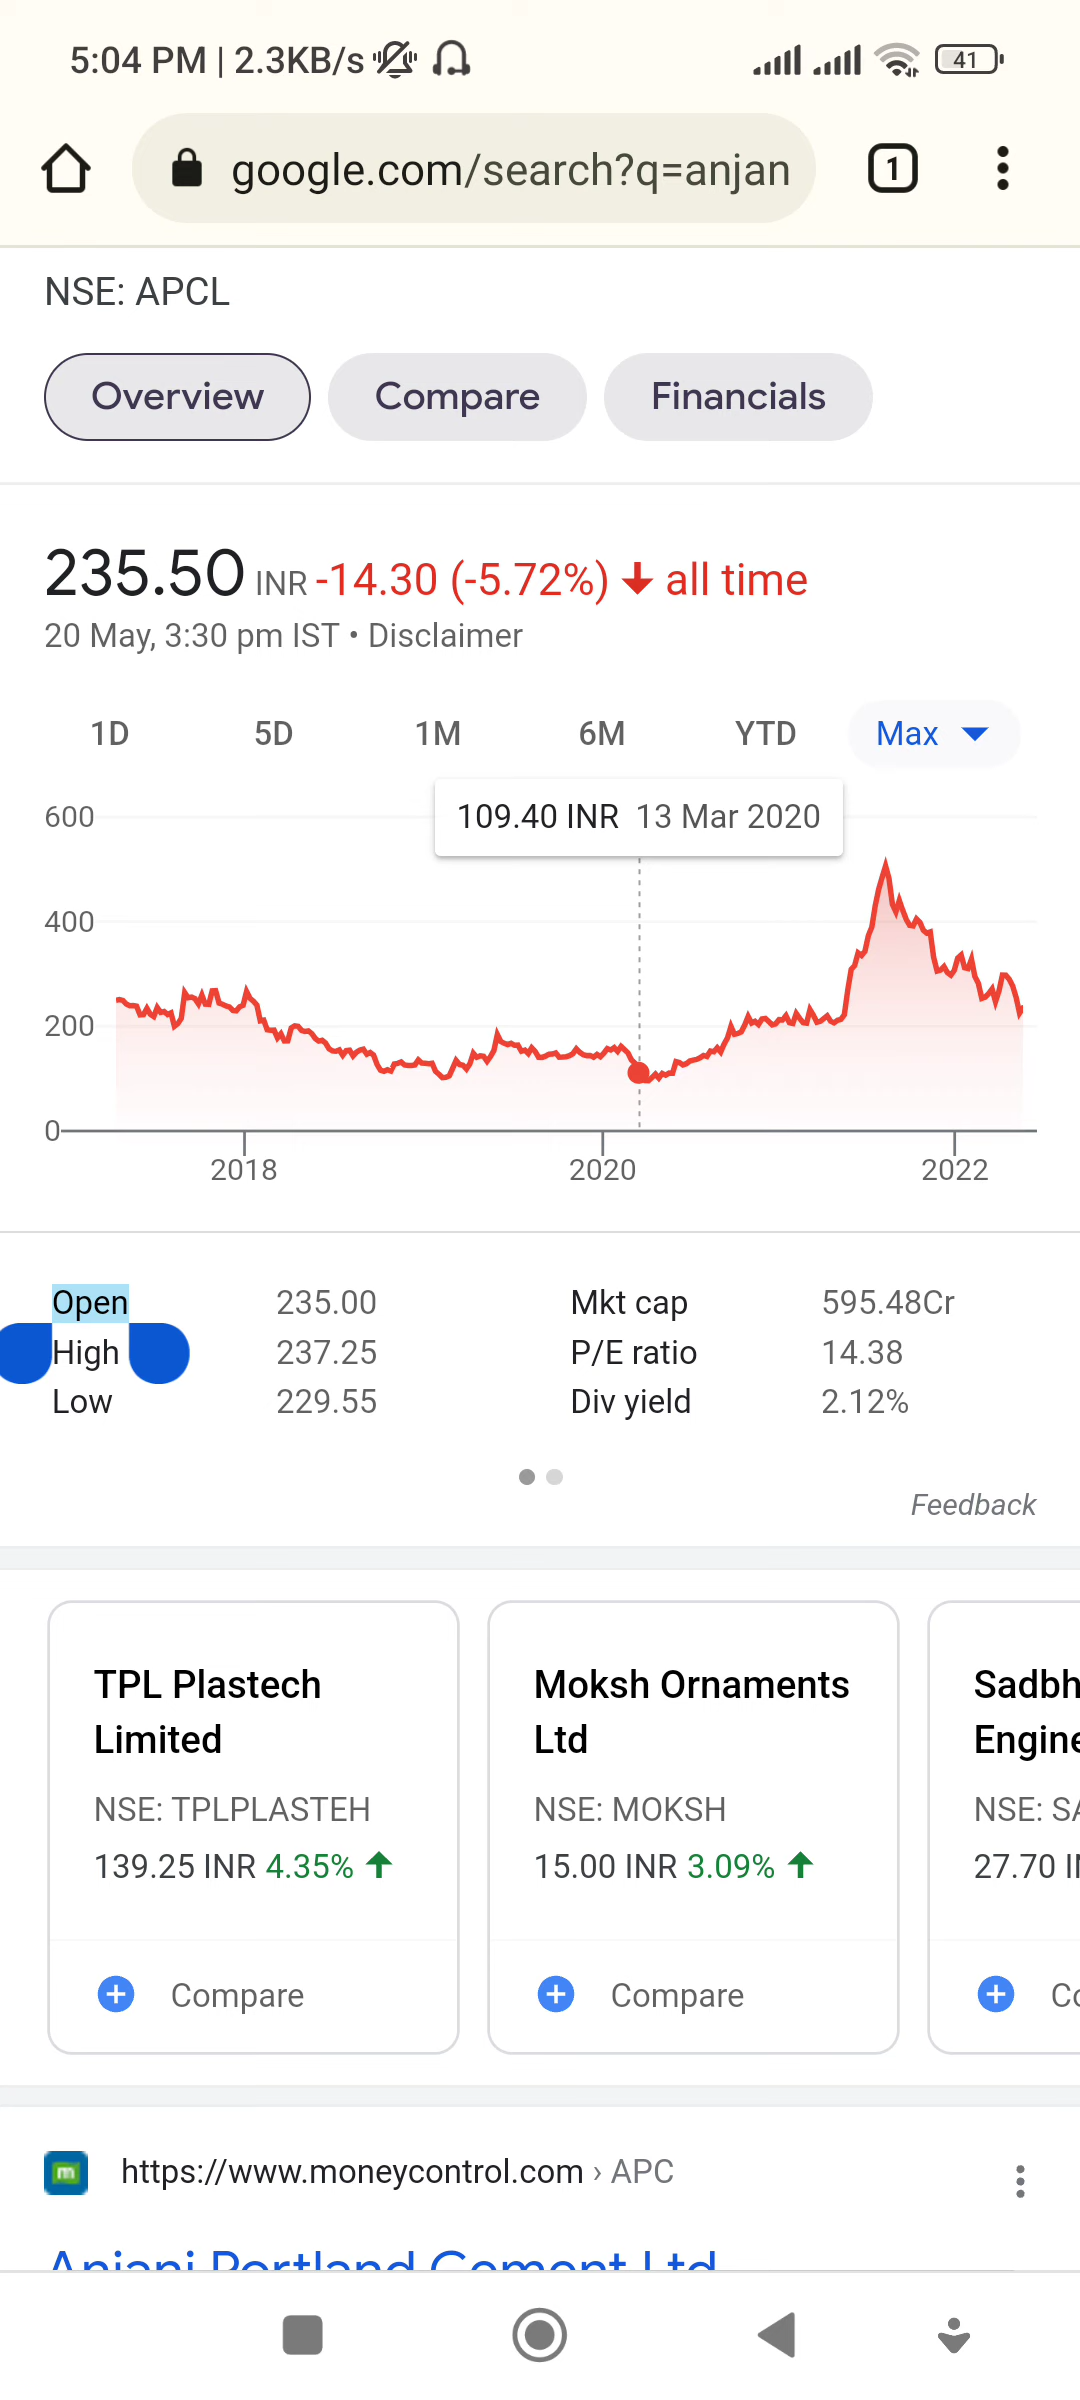 5:04 PM | 2.3KB/s 41
google.com/search?q=anjan 1
NSE: APCL
Overview Compare Financials
235.50 INR -14.30 (-5.72%) all time
20 May, 3:30 pm IST • Disclaimer
1D 5D 1M 6M YTD Max
109.40 INR 13 Mar 2020
600
400
200
0
2018 2020 2022
Open 235.00 Mkt cap 595.48Cr
High 237.25 P/E ratio 14.38
Low 229.55 Div yield 2.12%
Feedback
TPL Plastech Moksh Ornaments Sadbh
Limited Ltd Engine
NSE: TPLPLASTEH NSE: MOKSH NSE: SA
139.25 INR 4.35% 15.00 INR 3.09% 27.70 IN
Compare Compare Co
https://www.moneycontrol.com › APC
Anjani Portland Cement Ltd